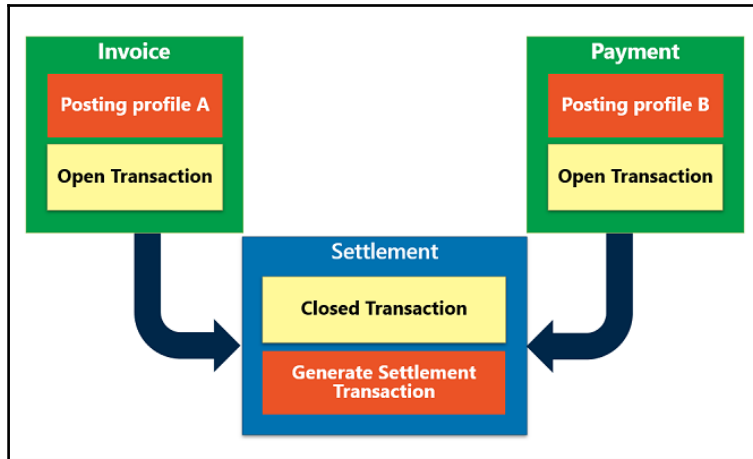 Invoice
Posting profile A
Open Transaction
Payment
Posting profile B
Open Transaction
Settlement
Closed Transaction
Generate Settlement
Transaction